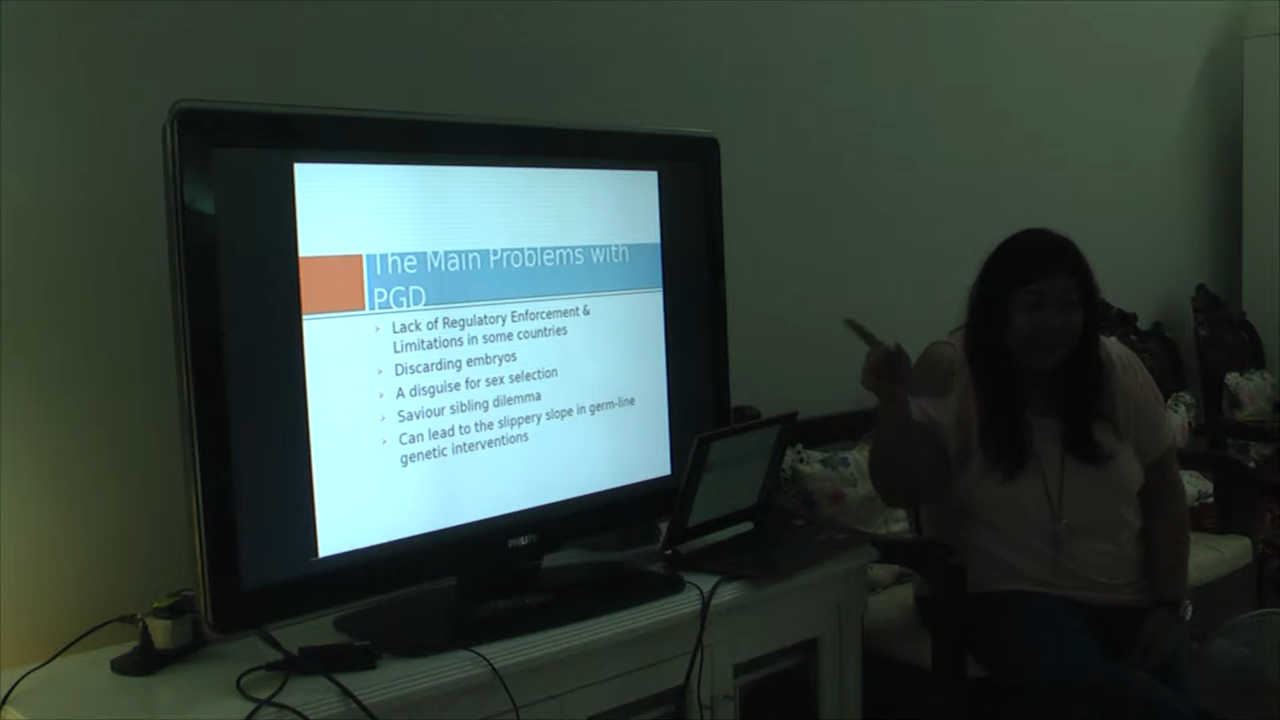 The Main Problems with
PGD
Lack of Regulatory Enforcement &
Limitations in some countries
Discarding embryos
A disguise for sex selection
Saviour sibling dilemma
Can lead to the slippery slope in germ-line
genetic interventions
PHILIPS